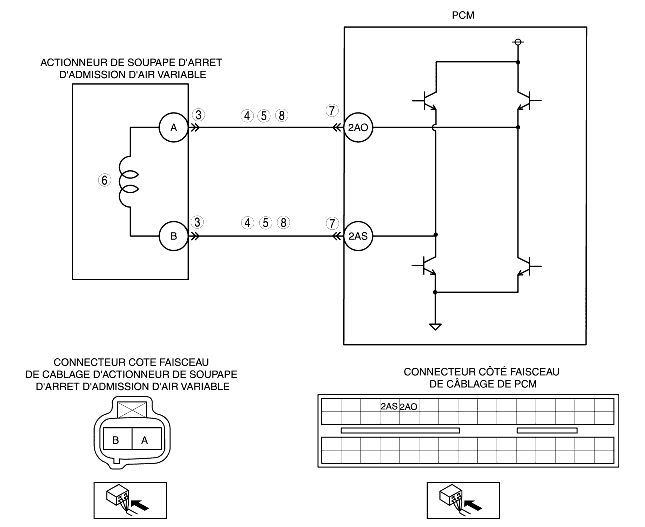 PCM
ACTIONNEUR DE SOUPAPE D'ARRET
D'ADMISSION D'AIR VARIABLE
A 3 4 5 8 7 2AO
6
B 3 4 5 8 7 2AS
CONNECTEUR COTE FAISCEAU
DE CABLAGE D'ACTIONNEUR DE SOUPAPE
D'ARRET D'ADMISSION D'AIR VARIABLE
B A
CONNECTEUR CÔTÉ FAISCEAU
DE CÂBLAGE DE PCM
2AS 2AO